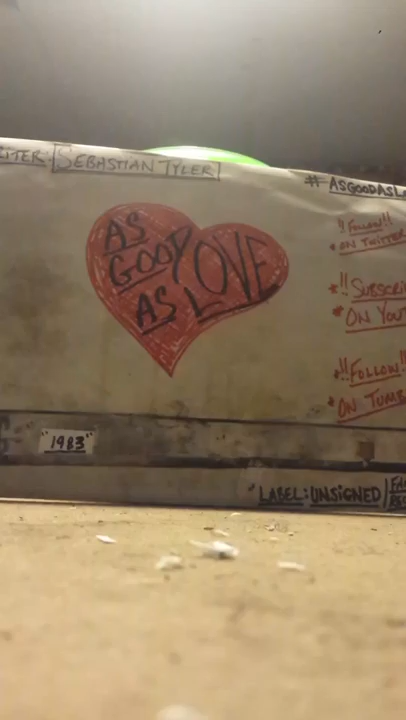 SEBASTIAN TYLER
# ASGOODASL
AS
GOOD
AS LOVE
!!FOLLOW!!
* ON TWITTER
*!!SUBSCRI
* ON YOUT
*!!FOLLOW!!
* ON TUMB
"1983"
* LABEL: UNSIGNED